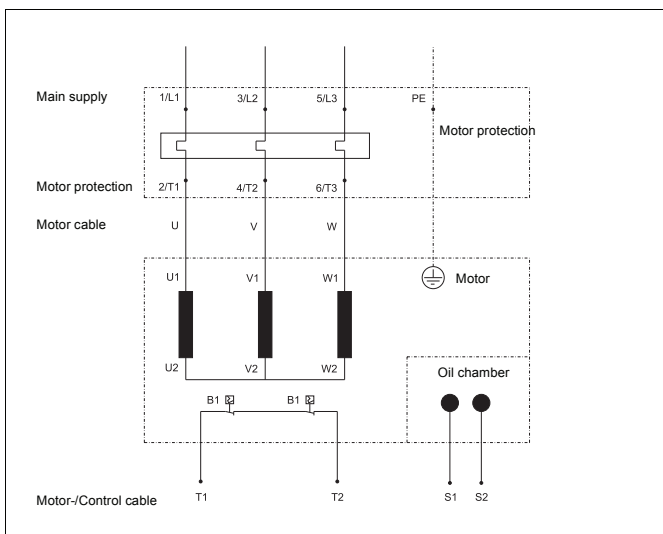 Main supply 1/L1 3/L2 5/L3 PE
Motor protection
Motor protection 2/T1 4/T2 6/T3
Motor cable U V W
U1 V1 W1 Motor
U2 V2 W2 Oil chamber
B1 B1
Motor-/Control cable T1 T2 S1 S2